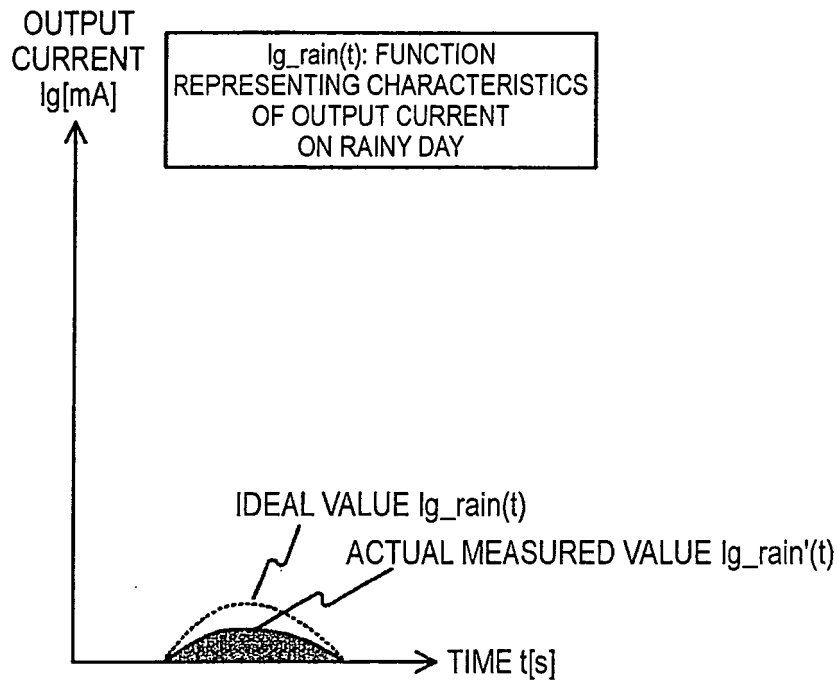 OUTPUT
CURRENT
Ig[mA]
Ig_rain(t): FUNCTION
REPRESENTING CHARACTERISTICS
OF OUTPUT CURRENT
ON RAINY DAY
IDEAL VALUE Ig_rain(t)
ACTUAL MEASURED VALUE Ig_rain'(t)
TIME t[s]